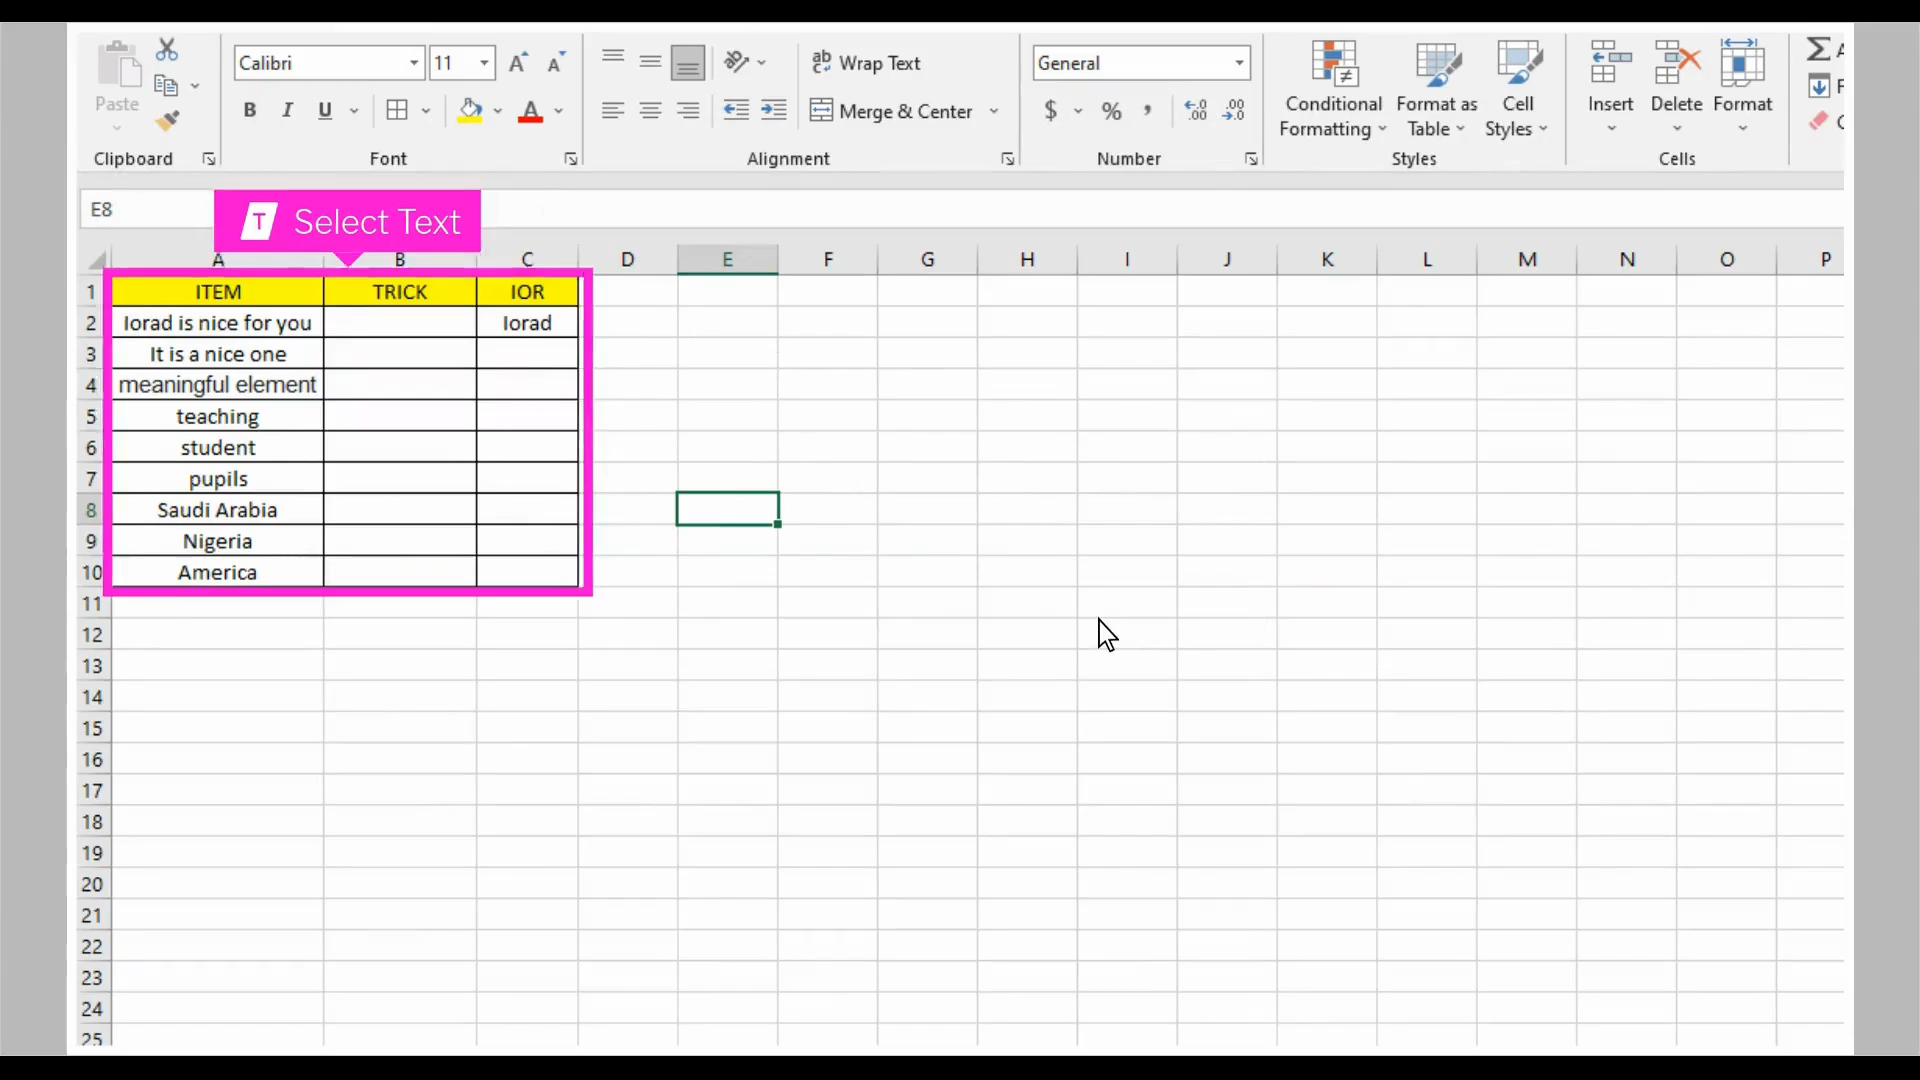 Calibri 11 Wrap Text General
Paste B I U A Merge & Center $ % Conditional Formatting Format as Table Cell Styles Insert Delete Format
Clipboard Font Alignment Number Styles Cells
E8
T Select Text
A B C D E F G H I J K L M N O P
1 ITEM TRICK IOR
2 Iorad is nice for you Iorad
3 It is a nice one
4 meaningful element
5 teaching
6 student
7 pupils
8 Saudi Arabia
9 Nigeria
10 America
11
12
13
14
15
16
17
18
19
20
21
22
23
24
25